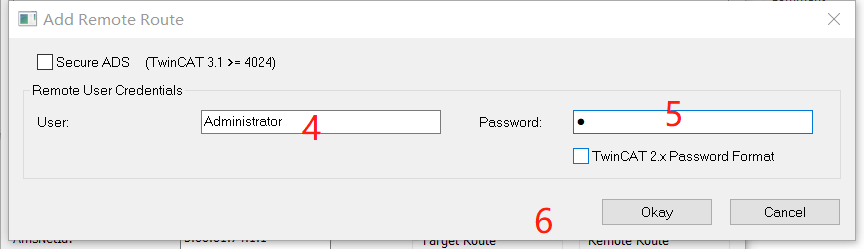 Add Remote Route
Secure ADS (TwinCAT 3.1 >= 4024)
Remote User Credentials
User: Administrator 4 Password: ● 5
TwinCAT 2.x Password Format
6 Okay Cancel
Target Route Remote Route